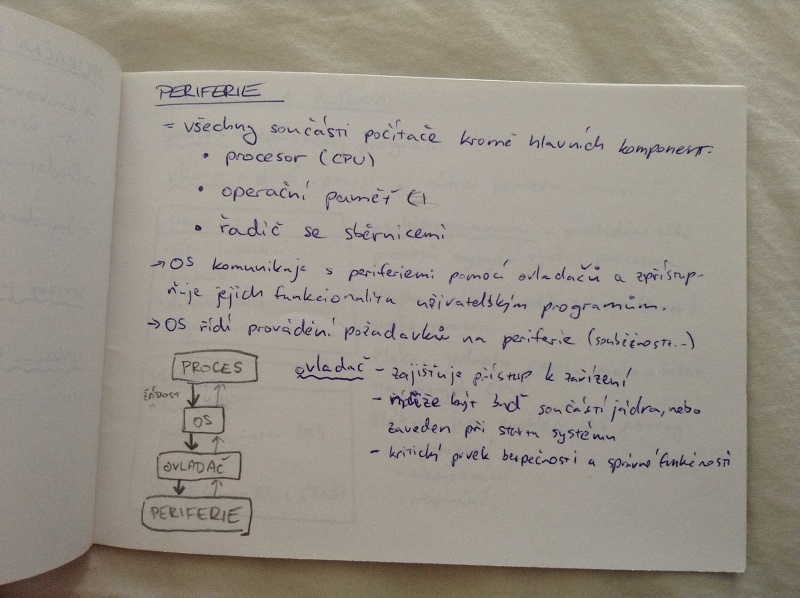 PERIFERIE
= všechny součásti počítače kromě hlavních komponent:
• procesor (CPU)
• operační paměť (
• řadič se sběrnicemi
→ OS komunikuje s periferiemi pomocí ovladačů a zpřístup-
ňuje jejich funkcionalitu uživatelským programům.
→ OS řídí provádění požadavků na periferie (souběžnosti...)
PROCES
ŽÁDOST
OS
OVLADAČ
PERIFERIE
ovladač - zajišťuje přístup k zařízení
- může být buď součástí jádra, nebo
zaveden při startu systému
- kritický prvek bezpečnosti a správné funkčnosti